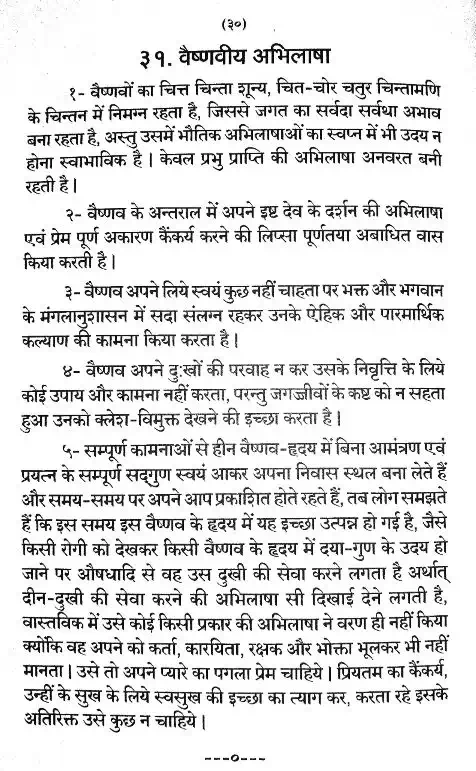 (३०)
३१. वैष्णवीय अभिलाषा
१- वैष्णवों का चित्त चिन्ता शून्य, चित-चोर चतुर चिन्तामणि
के चिन्तन में निमग्न रहता है, जिससे जगत का सर्वदा सर्वथा अभाव
बना रहता है, अस्तु उसमें भौतिक अभिलाषाओं का स्वप्न में भी उदय न
होना स्वाभाविक है। केवल प्रभु प्राप्ति की अभिलाषा अनवरत बनी
रहती है।
२- वैष्णव के अन्तराल में अपने इष्ट देव के दर्शन की अभिलाषा
एवं प्रेम पूर्ण अकारण कैंकर्य करने की लिप्सा पूर्णतया अबाधित वास
किया करती है।
३- वैष्णव अपने लिये स्वयं कुछ नहीं चाहता पर भक्त और भगवान
के मंगलानुशासन में सदा संलग्न रहकर उनके ऐहिक और पारमार्थिक
कल्याण की कामना किया करता है।
४- वैष्णव अपने दुःखों की परवाह न कर उसके निवृत्ति के लिये
कोई उपाय और कामना नहीं करता, परन्तु जगज्जीवों के कष्ट को न सहता
हुआ उनको क्लेश-विमुक्त देखने की इच्छा करता है।
५- सम्पूर्ण कामनाओं से हीन वैष्णव-हृदय में बिना आमंत्रण एवं
प्रयत्न के सम्पूर्ण सद्‌गुण स्वयं आकर अपना निवास स्थल बना लेते हैं
और समय-समय पर अपने आप प्रकाशित होते रहते हैं, तब लोग समझते
हैं कि इस समय इस वैष्णव के हृदय में यह इच्छा उत्पन्न हो गई है, जैसे
किसी रोगी को देखकर किसी वैष्णव के हृदय में दया-गुण के उदय हो
जाने पर औषधादि से वह उस दुखी की सेवा करने लगता है अर्थात्
दीन-दुखी की सेवा करने की अभिलाषा सी दिखाई देने लगती है,
वास्तविक में उसे कोई किसी प्रकार की अभिलाषा ने वरण ही नहीं किया
क्योंकि वह अपने को कर्ता, कारयिता, रक्षक और भोक्ता भूलकर भी नहीं
मानता। उसे तो अपने प्यारे का पगला प्रेम चाहिये। प्रियतम का कैंकर्य,
उन्हीं के सुख के लिये स्वसुख की इच्छा का त्याग कर, करता रहे इसके
अतिरिक्त उसे कुछ न चाहिये।
---०---